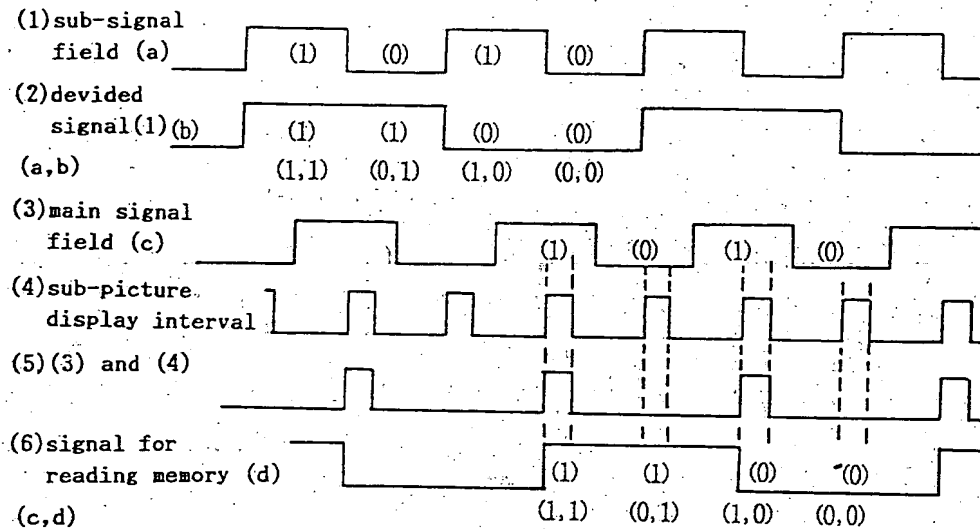 (1)sub-signal
field (a) (1) (0) (1) (0)
(2)devided
signal(1)(b) (1) (1) (0) (0)
(a,b) (1,1) (0,1) (1,0) (0,0)
(3)main signal
field (c) (1) (0) (1) (0)
(4)sub-picture
display interval
(5)(3) and (4)
(6)signal for
reading memory (d) (1) (1) (0) (0)
(c,d) (1,1) (0,1) (1,0) (0,0)